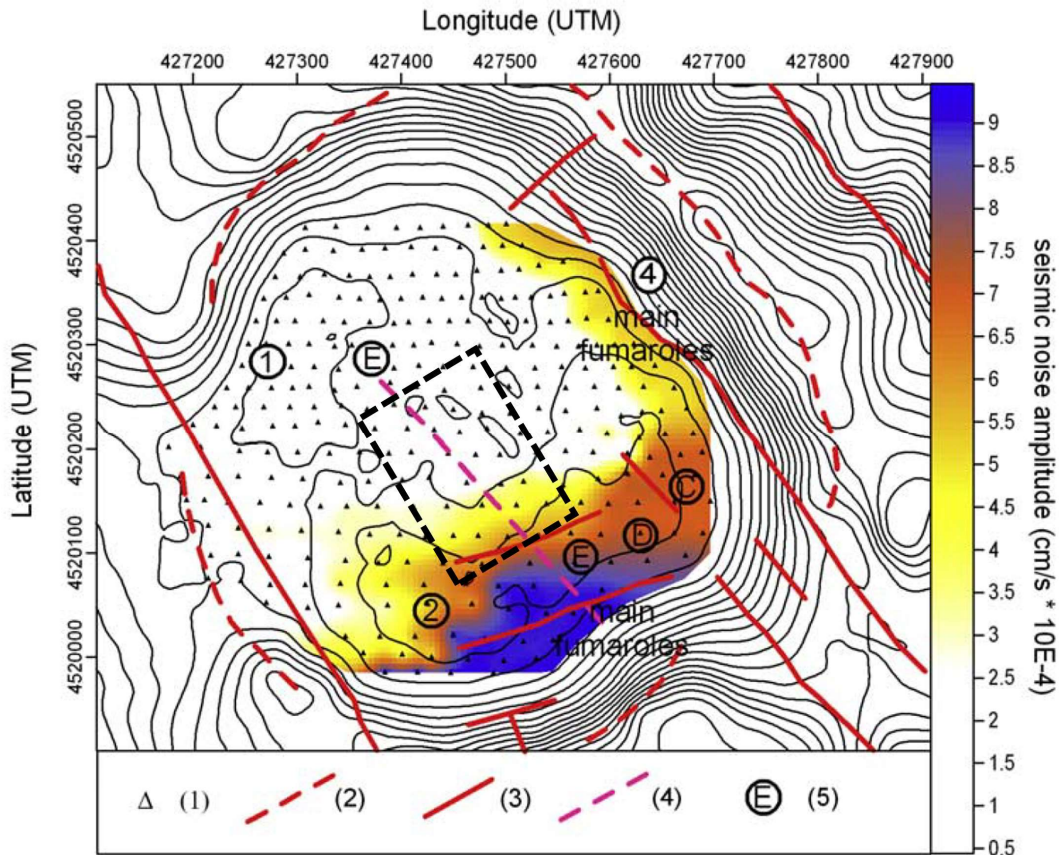 Longitude (UTM)
427200 427300 427400 427500 427600 427700 427800 427900
Latitude (UTM)
4520500
4520400
4520300
4520200
4520100
4520000
4
main
fumaroles
1
E
C
D
E
2
main
fumaroles
Δ (1) (2) (3) (4) E (5)
9
8.5
8
7.5
7
6.5
6
5.5
5
4.5
4
3.5
3
2.5
2
1.5
1
0.5
seismic noise amplitude (cm/s * 10E-4)